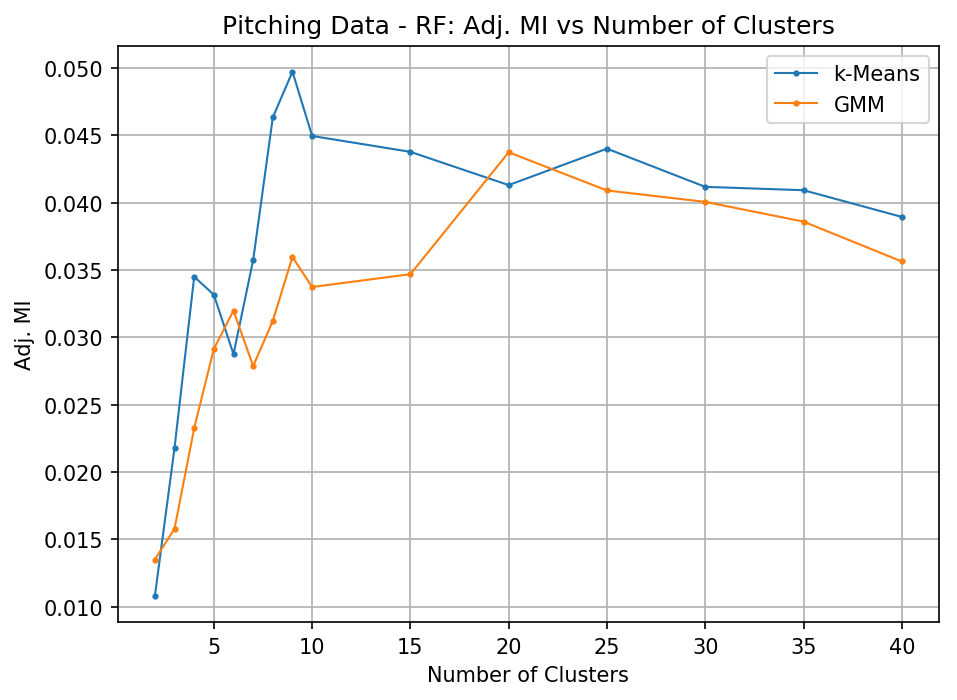 Pitching Data - RF: Adj. MI vs Number of Clusters
k-Means
GMM
0.050
0.045
0.040
0.035
0.030
0.025
0.020
0.015
0.010
Adj. MI
5 10 15 20 25 30 35 40
Number of Clusters